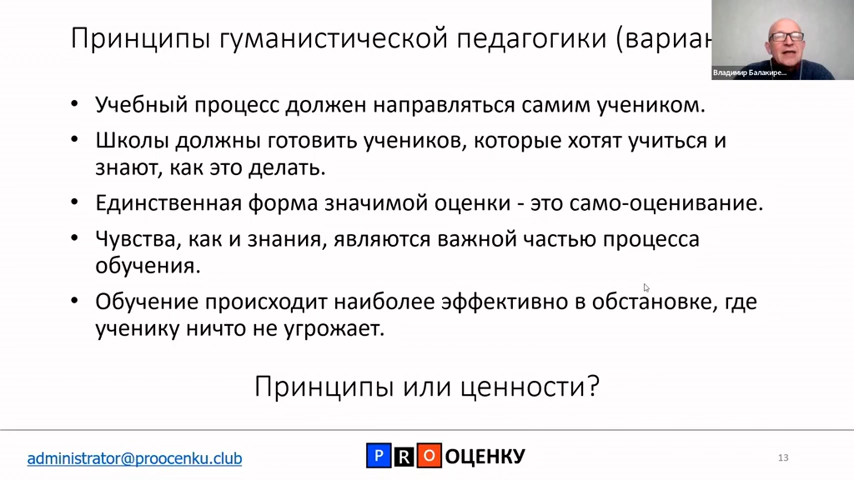 Принципы гуманистической педагогики (вариан
Владимир Балакире...
• Учебный процесс должен направляться самим учеником.
• Школы должны готовить учеников, которые хотят учиться и
знают, как это делать.
• Единственная форма значимой оценки - это само-оценивание.
• Чувства, как и знания, являются важной частью процесса
обучения.
• Обучение происходит наиболее эффективно в обстановке, где
ученику ничто не угрожает.
Принципы или ценности?
administrator@proocenku.club
PRO ОЦЕНКУ
13